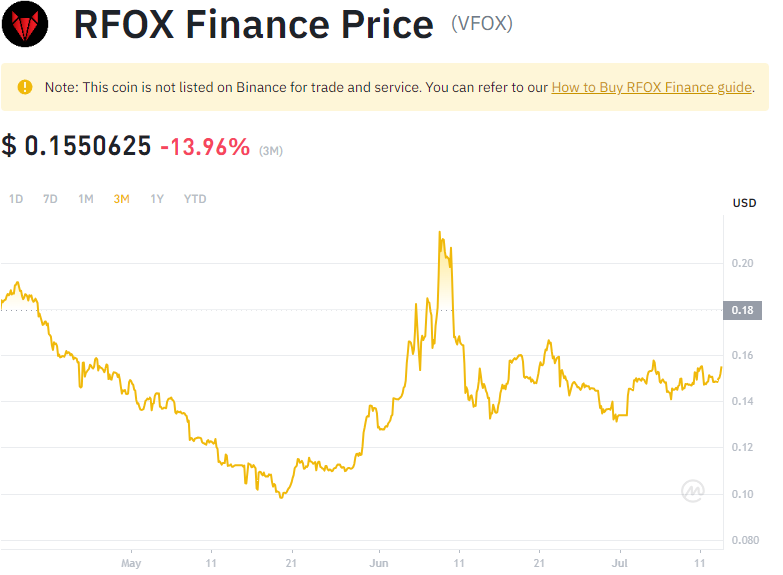 RFOX Finance Price (VFOX)
Note: This coin is not listed on Binance for trade and service. You can refer to our How to Buy RFOX Finance guide.
$ 0.1550625 -13.96% (3M)
1D 7D 1M 3M 1Y YTD
USD
0.20
0.18
0.16
0.14
0.12
0.10
0.080
May 11 21 Jun 11 21 Jul 11